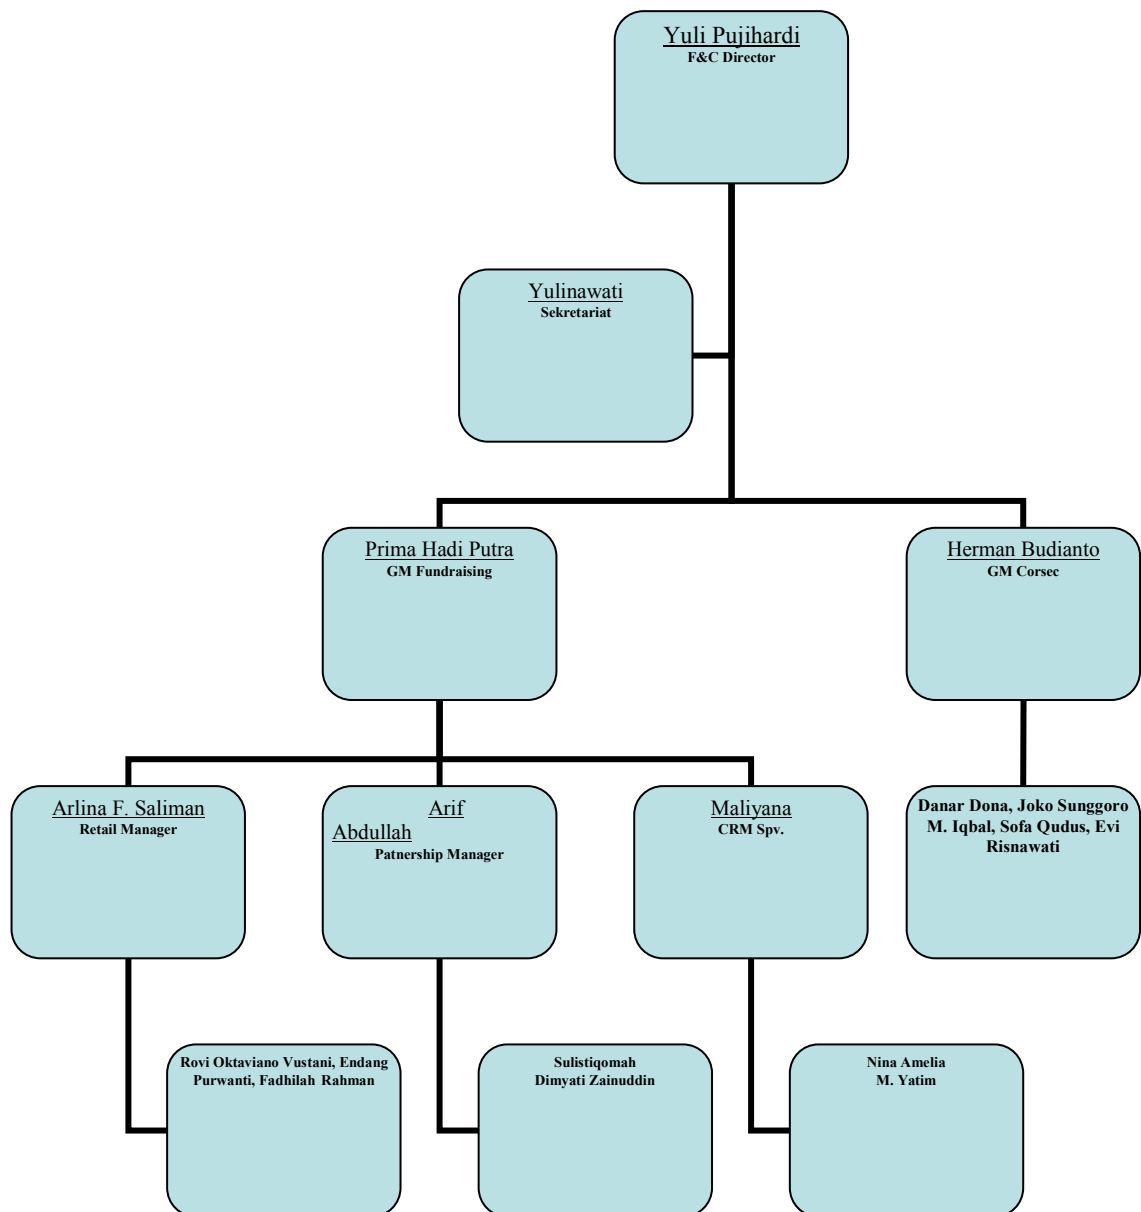 Yuli Pujihardi
F&C Director
Yulinawati
Sekretariat
Prima Hadi Putra
GM Fundraising
Herman Budianto
GM Corsec
Arlina F. Saliman
Retail Manager
Arif
Abdullah
Patnership Manager
Maliyana
CRM Spv.
Danar Dona, Joko Sunggoro
M. Iqbal, Sofa Qudus, Evi
Risnawati
Rovi Oktaviano Vustani, Endang
Purwanti, Fadhilah Rahman
Sulistiqomah
Dimyati Zainuddin
Nina Amelia
M. Yatim